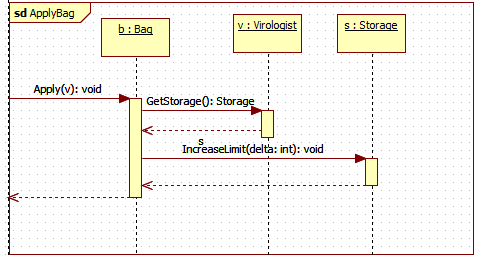 sd ApplyBag
b : Bag
v : Virologist
s : Storage
Apply(v): void
GetStorage(): Storage
s
IncreaseLimit(delta: int): void